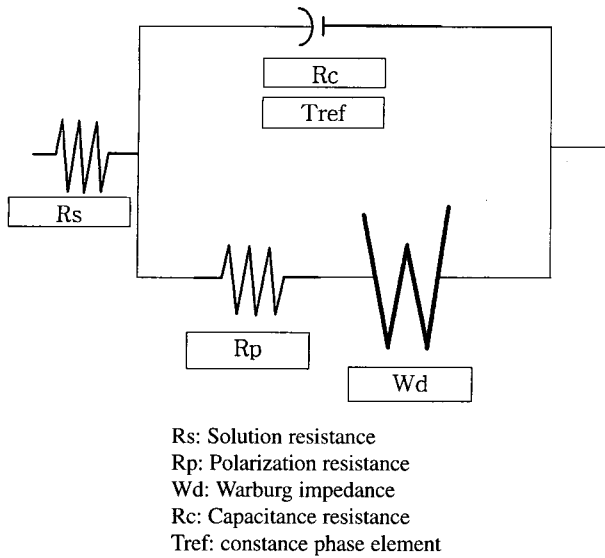 Rc
Tref
Rs
Rp
Wd
Rs: Solution resistance
Rp: Polarization resistance
Wd: Warburg impedance
Rc: Capacitance resistance
Tref: constance phase element